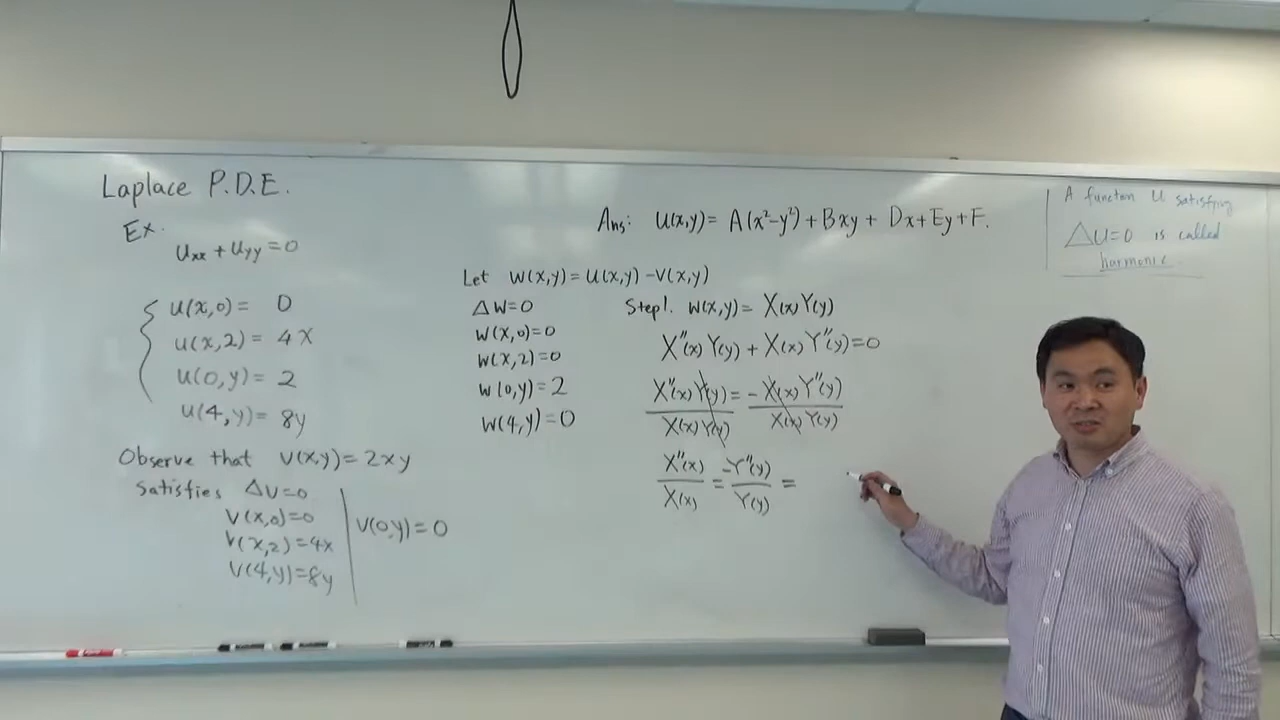 Laplace P.D.E.
Ex.
Uxx + Uyy = 0
U(x,0) = 0
U(x,2) = 4x
U(0,y) = 2
U(4,y) = 8y
Observe that V(x,y) = 2xy
Satisfies ΔU=0
V(x,0)=0
V(x,2)=4x
V(4,y)=8y
V(0,y)=0
Ans: U(x,y) = A(x²-y²) + Bxy + Dx+Ey+F.
Let W(x,y) = U(x,y) - V(x,y)
ΔW=0
W(x,0)=0
W(x,2)=0
W(0,y)=2
W(4,y)=0
Step1. W(x,y) = X(x)Y(y)
X''(x)Y(y) + X(x)Y''(y) = 0
X''(x)Y(y)/X(x)Y(y) = -X(x)Y''(y)/X(x)Y(y)
X''(x)/X(x) = -Y''(y)/Y(y) =
A function U satisfying
ΔU=0 is called
harmonic